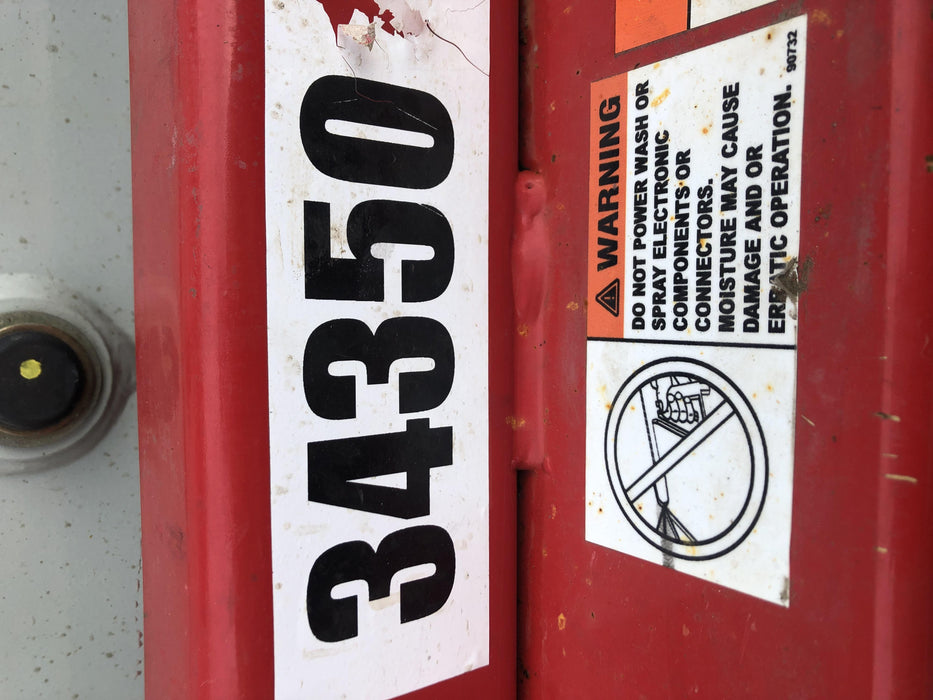 34350
WARNING
DO NOT POWER WASH OR
SPRAY ELECTRONIC
COMPONENTS OR
CONNECTORS.
MOISTURE MAY CAUSE
DAMAGE AND OR
ERRATIC OPERATION.
90732